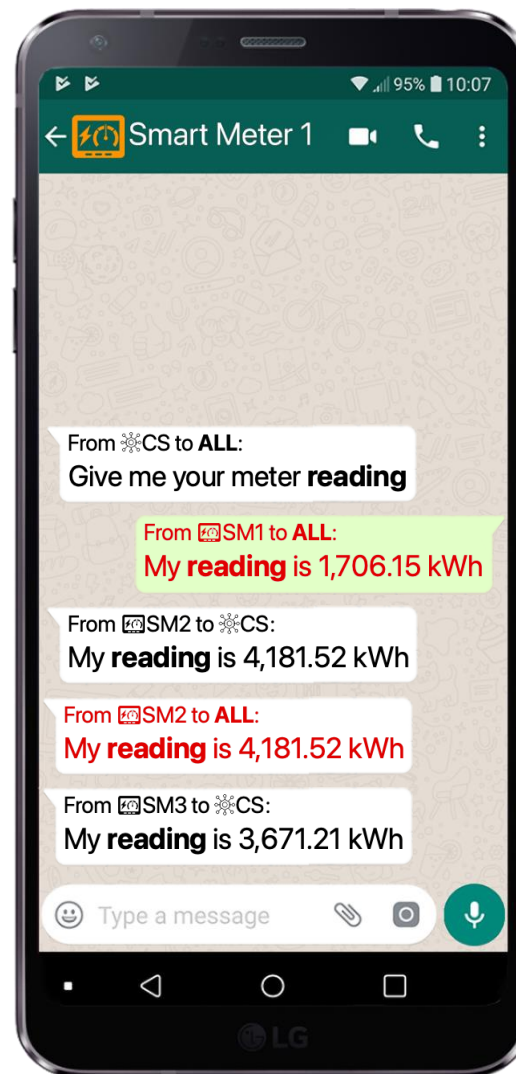 95% 10:07
Smart Meter 1
From CS to ALL:
Give me your meter reading
From SM1 to ALL:
My reading is 1,706.15 kWh
From SM2 to CS:
My reading is 4,181.52 kWh
From SM2 to ALL:
My reading is 4,181.52 kWh
From SM3 to CS:
My reading is 3,671.21 kWh
Type a message
LG